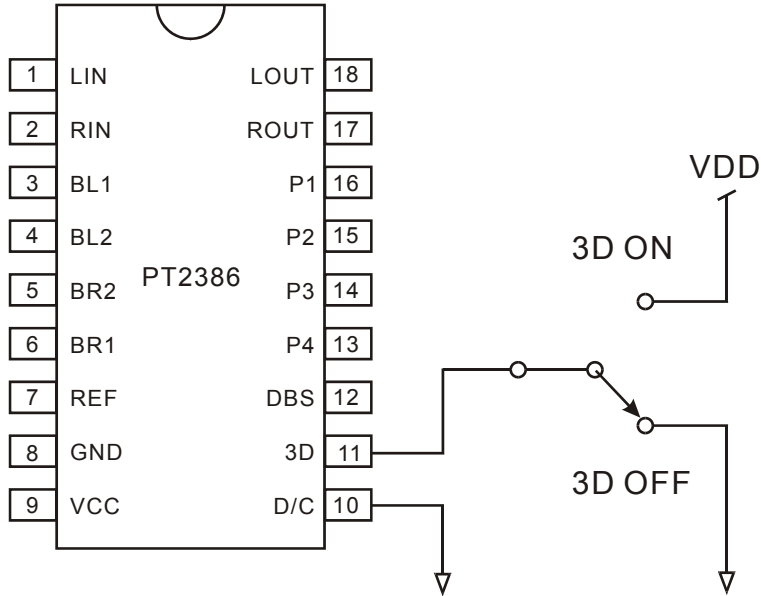 1 LIN LOUT 18
2 RIN ROUT 17
3 BL1 P1 16
4 BL2 P2 15
5 BR2 P3 14
6 BR1 P4 13
7 REF DBS 12
8 GND 3D 11
9 VCC D/C 10
PT2386
VDD
3D ON
3D OFF